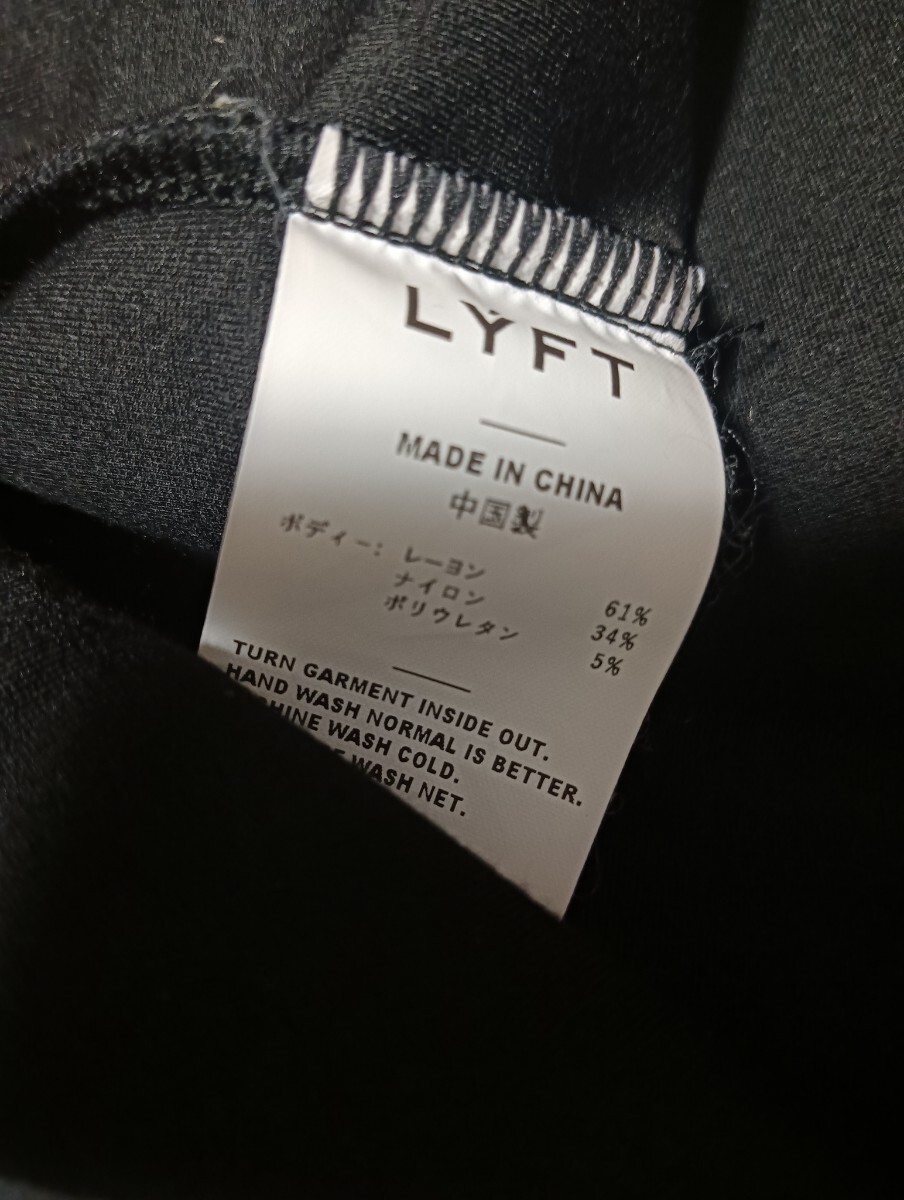 LYFT
MADE IN CHINA
中国製
ボディー: レーヨン 61%
ナイロン 34%
ポリウレタン 5%
TURN GARMENT INSIDE OUT.
HAND WASH NORMAL IS BETTER.
WASH COLD.
WASH NET.